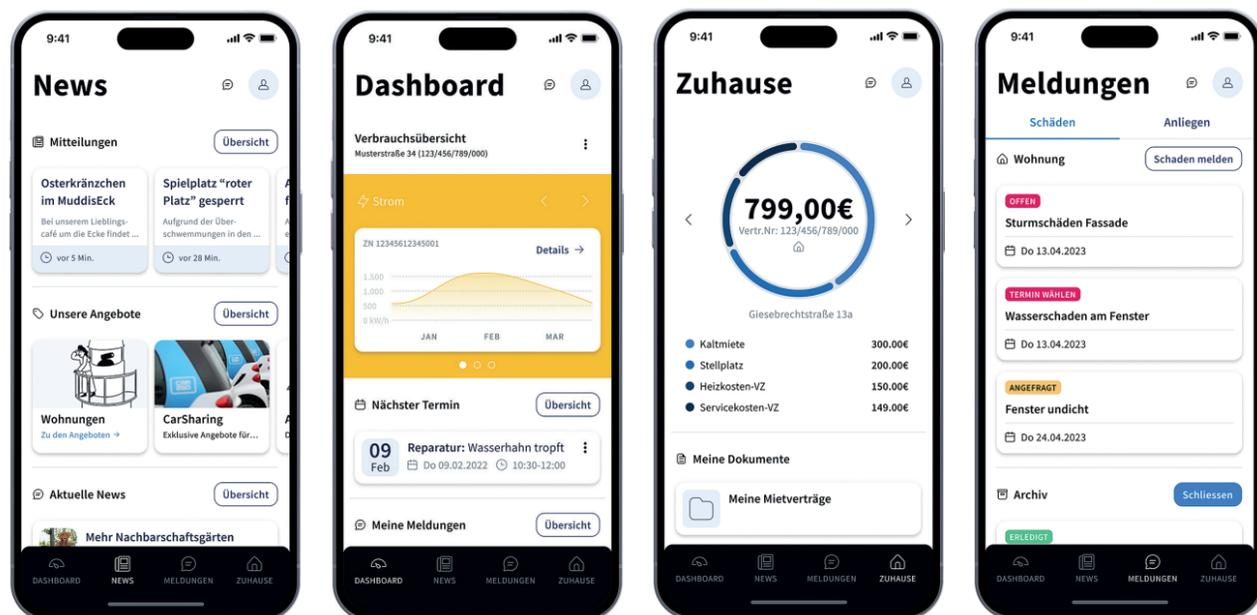 9:41
News
Mitteilungen
Übersicht
Osterkränzchen
im MuddisEck
Bei unserem Lieblings-
café um die Ecke findet ...
vor 5 Min.
Spielplatz “roter
Platz” gesperrt
Aufgrund der Über-
schwemmungen in den ...
vor 28 Min.
Unsere Angebote
Übersicht
Wohnungen
Zu den Angeboten →
CarSharing
Exklusive Angebote für...
Aktuelle News
Übersicht
Mehr Nachbarschaftsgärten
DASHBOARD
NEWS
MELDUNGEN
ZUHAUSE
9:41
Dashboard
Verbrauchsübersicht
Musterstraße 34 (123/456/789/000)
Strom
ZN 12345612345001
Details →
1.500
1.000
500
0 kW/h
JAN
FEB
MAR
Nächster Termin
Übersicht
09
Feb
Reparatur: Wasserhahn tropft
Do 09.02.2022
10:30-12:00
Meine Meldungen
Übersicht
DASHBOARD
NEWS
MELDUNGEN
ZUHAUSE
9:41
Zuhause
799,00€
Vertr.Nr: 123/456/789/000
Giesebrechtstraße 13a
Kaltmiete 300.00€
Stellplatz 200.00€
Heizkosten-VZ 150.00€
Servicekosten-VZ 149.00€
Meine Dokumente
Meine Mietverträge
DASHBOARD
NEWS
MELDUNGEN
ZUHAUSE
9:41
Meldungen
Schäden
Anliegen
Wohnung
Schaden melden
OFFEN
Sturmschäden Fassade
Do 13.04.2023
TERMIN WÄHLEN
Wasserschaden am Fenster
Do 13.04.2023
ANGEFRAGT
Fenster undicht
Do 24.04.2023
Archiv
Schliessen
ERLEDIGT
DASHBOARD
NEWS
MELDUNGEN
ZUHAUSE